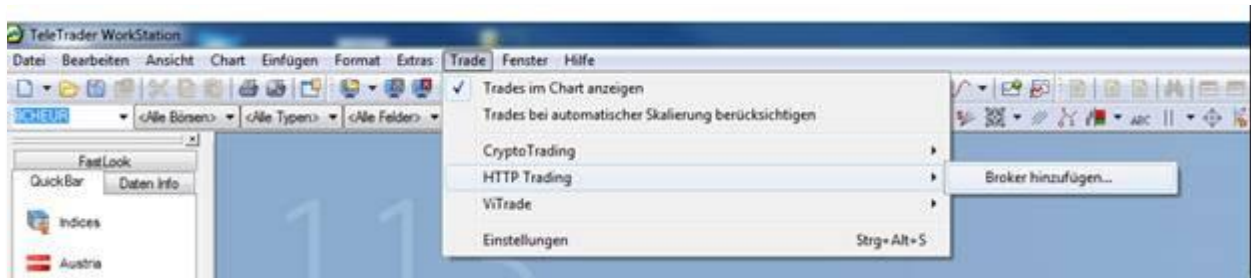 TeleTrader WorkStation
Datei Bearbeiten Ansicht Chart Einfügen Format Extras Trade Fenster Hilfe
<Alle Börsen> <Alle Typen> <Alle Felder>
Trades im Chart anzeigen
Trades bei automatischer Skalierung berücksichtigen
CryptoTrading
HTTP Trading
Broker hinzufügen...
ViTrade
Einstellungen Strg+Alt+S
ABC
FastLook
QuickBar Daten Info
Indices
Austria
11